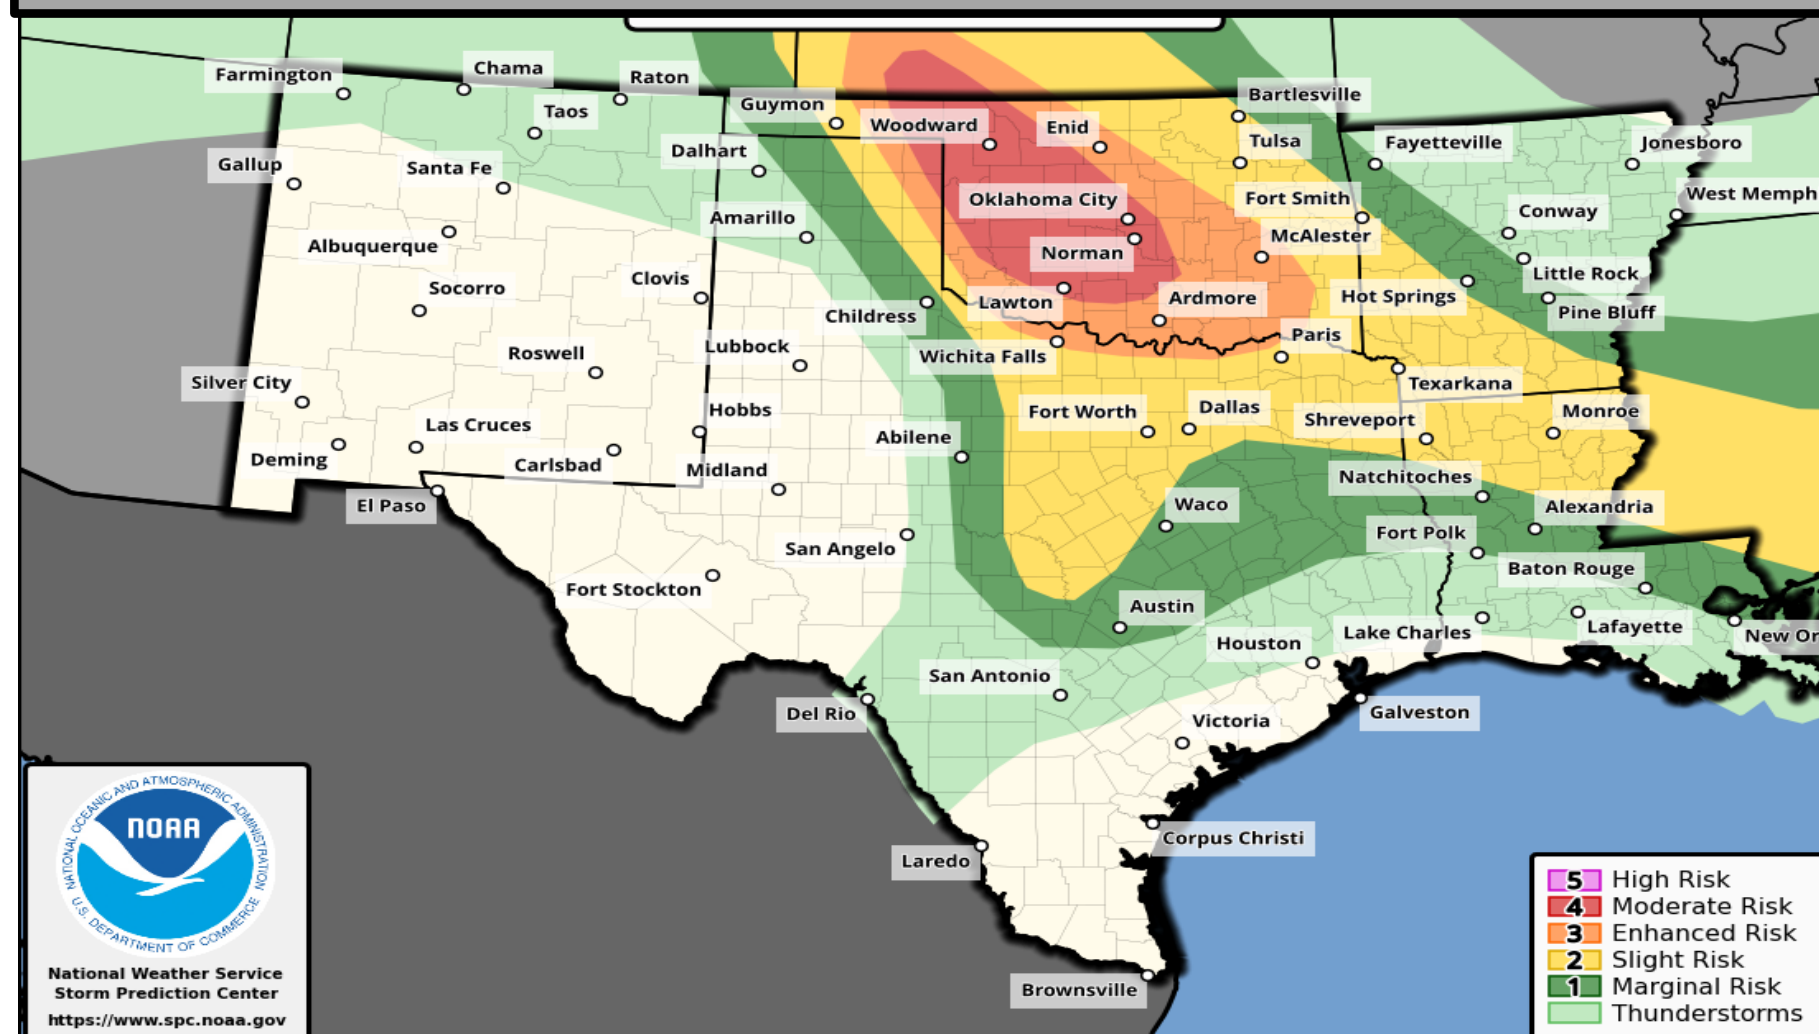 Farmington
Chama
Raton
Taos
Guymon
Woodward
Enid
Bartlesville
Tulsa
Fayetteville
Jonesboro
Gallup
Santa Fe
Dalhart
Oklahoma City
Fort Smith
West Memph
Amarillo
Conway
Albuquerque
Norman
McAlester
Socorro
Clovis
Little Rock
Childress
Lawton
Ardmore
Hot Springs
Pine Bluff
Roswell
Lubbock
Wichita Falls
Paris
Silver City
Texarkana
Hobbs
Las Cruces
Abilene
Fort Worth
Dallas
Shreveport
Monroe
Deming
Carlsbad
Midland
Natchitoches
El Paso
Waco
Alexandria
San Angelo
Fort Polk
Fort Stockton
Baton Rouge
Austin
Lake Charles
Lafayette
New Or
Houston
San Antonio
Del Rio
Victoria
Galveston
Corpus Christi
Laredo
Brownsville
NATIONAL OCEANIC AND ATMOSPHERIC ADMINISTRATION
NOAA
U.S. DEPARTMENT OF COMMERCE
National Weather Service
Storm Prediction Center
https://www.spc.noaa.gov
5 High Risk
4 Moderate Risk
3 Enhanced Risk
2 Slight Risk
1 Marginal Risk
Thunderstorms